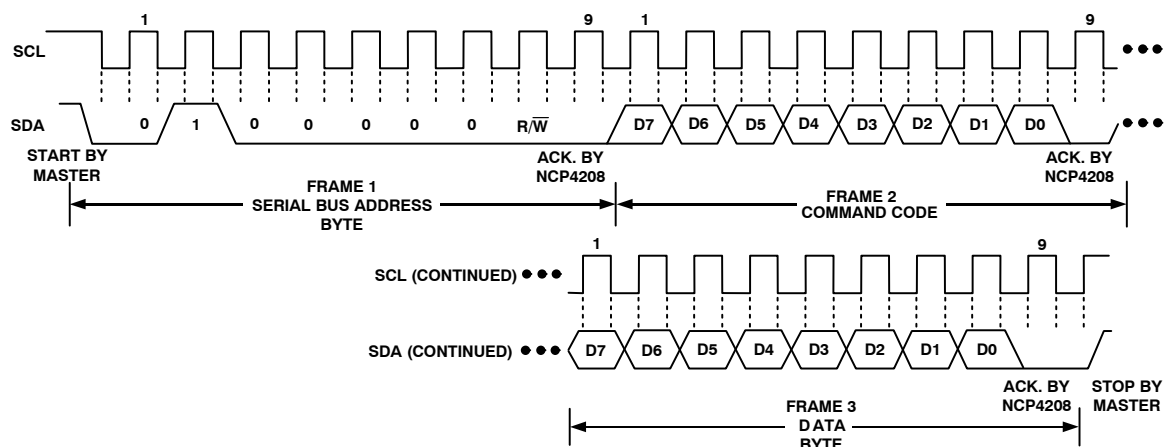 1 9 1 9
SCL
SDA 0 1 0 0 0 0 0 R/W̅ D7 D6 D5 D4 D3 D2 D1 D0
START BY
MASTER
ACK. BY
NCP4208
ACK. BY
NCP4208
FRAME 1
SERIAL BUS ADDRESS
BYTE
FRAME 2
COMMAND CODE
1 9
SCL (CONTINUED)
SDA (CONTINUED) D7 D6 D5 D4 D3 D2 D1 D0
ACK. BY
NCP4208
STOP BY
MASTER
FRAME 3
DATA
BYTE